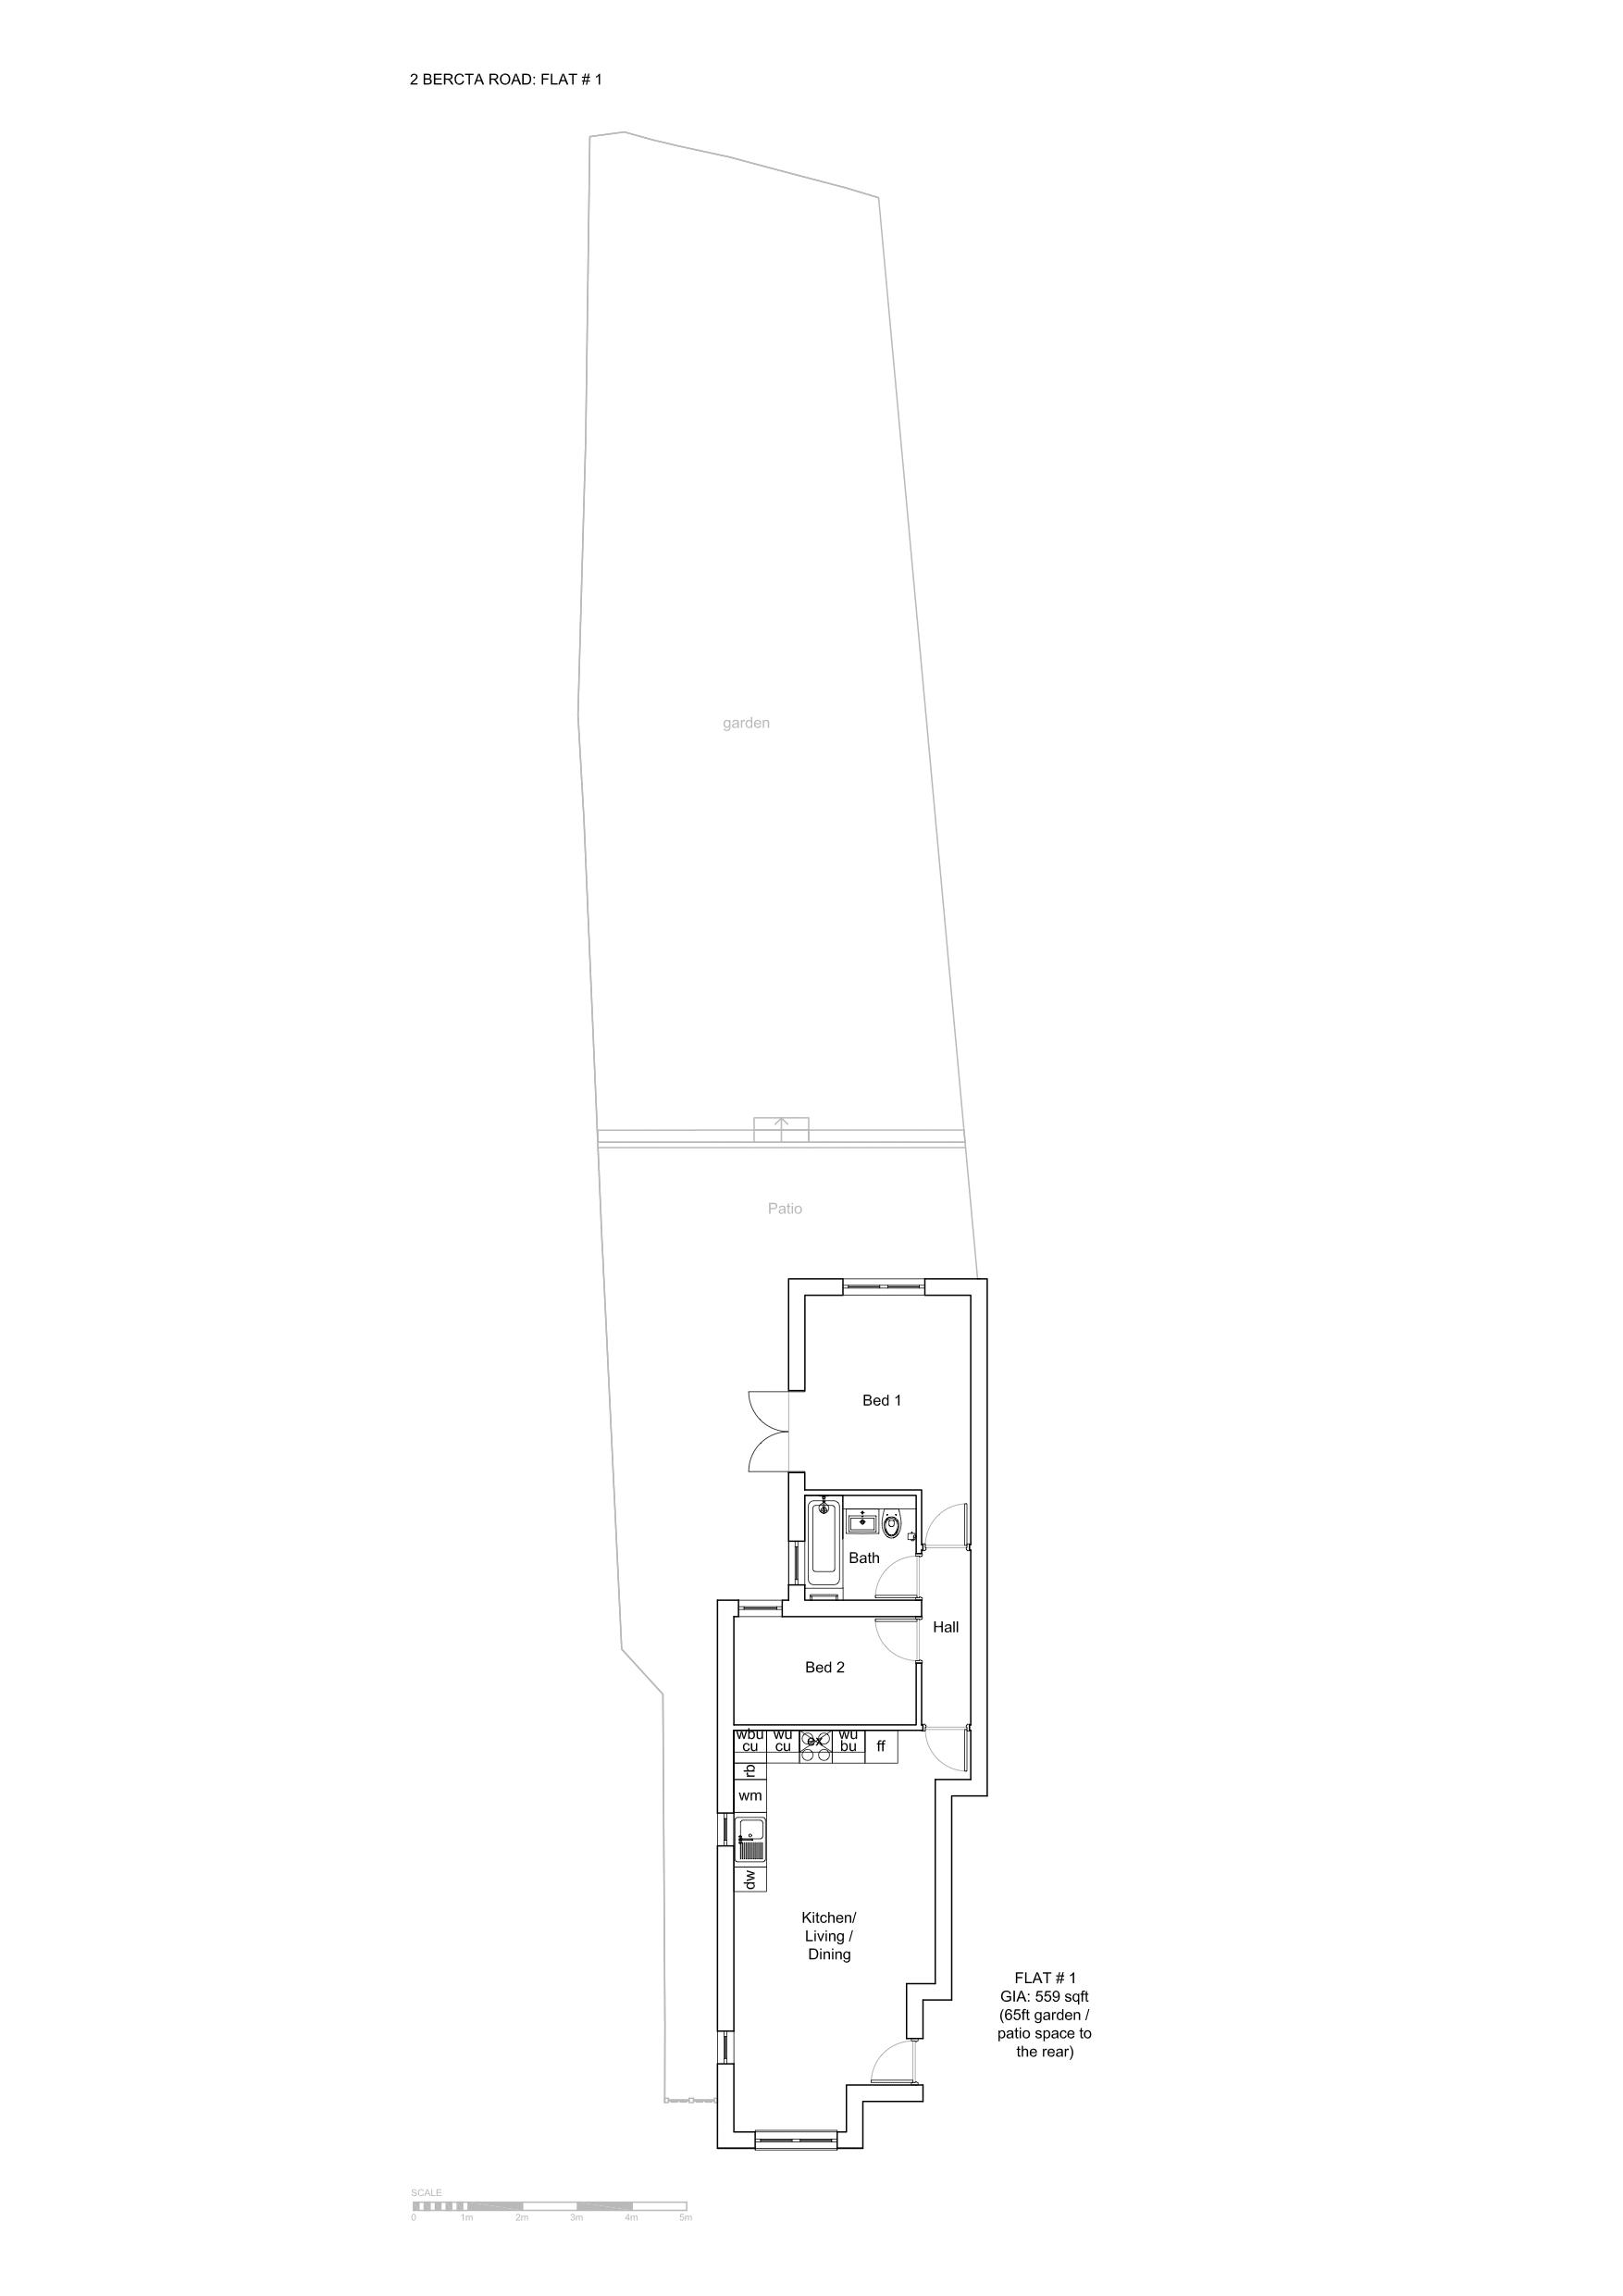 2 BERCTA ROAD: FLAT # 1
garden
Patio
Bed 1
Bath
Hall
Bed 2
wbu
cu
wu
cu
ex
wu
bu
ff
rb
wm
dw
Kitchen/
Living /
Dining
FLAT # 1
GIA: 559 sqft
(65ft garden /
patio space to
the rear)
SCALE
0 1m 2m 3m 4m 5m